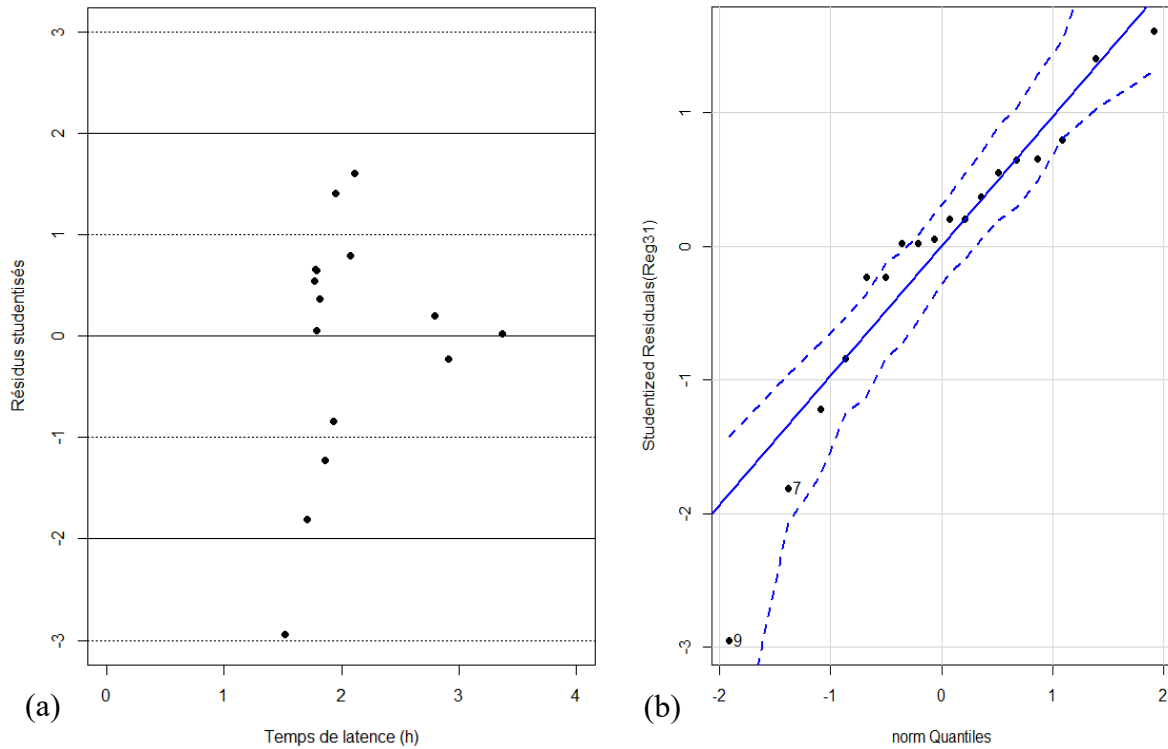 Résidus studentisés
3
2
1
0
-1
-2
-3
0 1 2 3 4
Temps de latence (h)
(a)
Studentized Residuals(Reg31)
1
0
-1
-2
-3
7
9
-2 -1 0 1 2
norm Quantiles
(b)